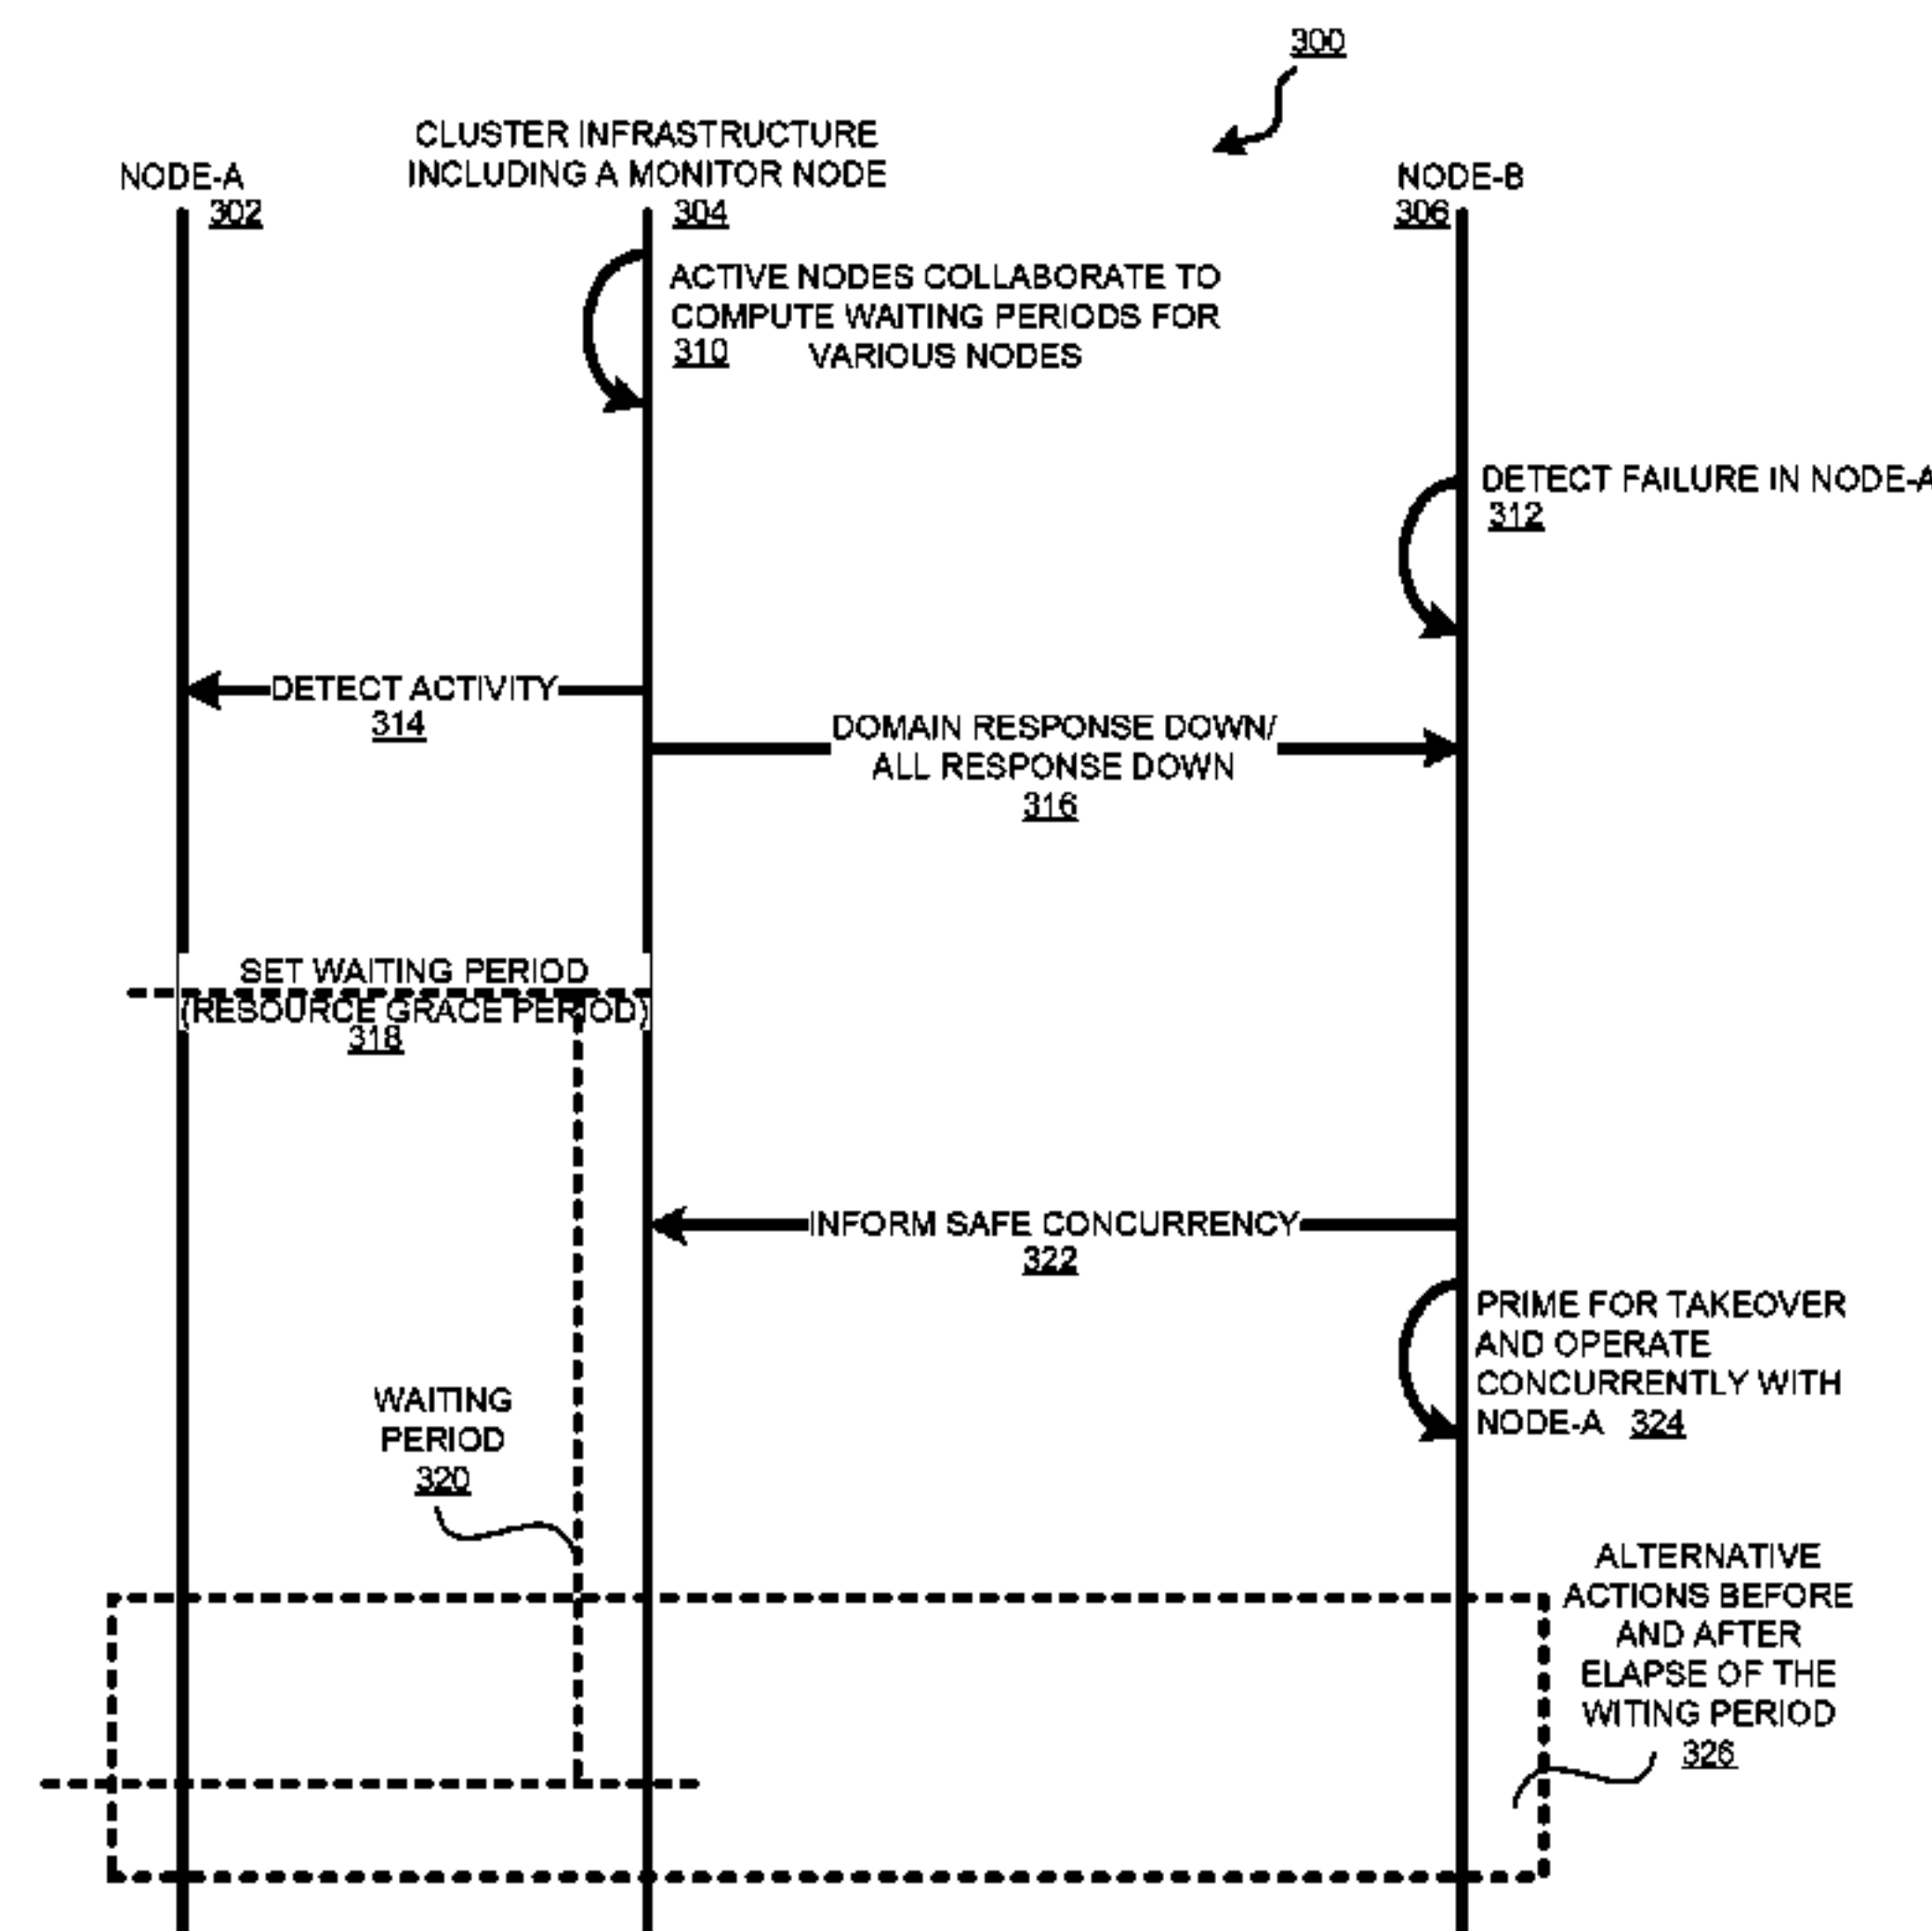 300
CLUSTER INFRASTRUCTURE
INCLUDING A MONITOR NODE
304
NODE-A
302
NODE-B
306
ACTIVE NODES COLLABORATE TO
COMPUTE WAITING PERIODS FOR
310 VARIOUS NODES
DETECT FAILURE IN NODE-A
312
DETECT ACTIVITY
314
DOMAIN RESPONSE DOWN/
ALL RESPONSE DOWN
316
SET WAITING PERIOD
(RESOURCE GRACE PERIOD)
318
INFORM SAFE CONCURRENCY
322
PRIME FOR TAKEOVER
AND OPERATE
CONCURRENTLY WITH
NODE-A 324
WAITING
PERIOD
320
ALTERNATIVE
ACTIONS BEFORE
AND AFTER
ELAPSE OF THE
WITING PERIOD
326